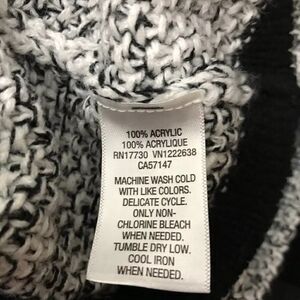 100% ACRYLIC
100% ACRYLIQUE
RN17730 VN1222638
CA57147
MACHINE WASH COLD
WITH LIKE COLORS.
DELICATE CYCLE.
ONLY NON-
CHLORINE BLEACH
WHEN NEEDED.
TUMBLE DRY LOW.
COOL IRON
WHEN NEEDED.